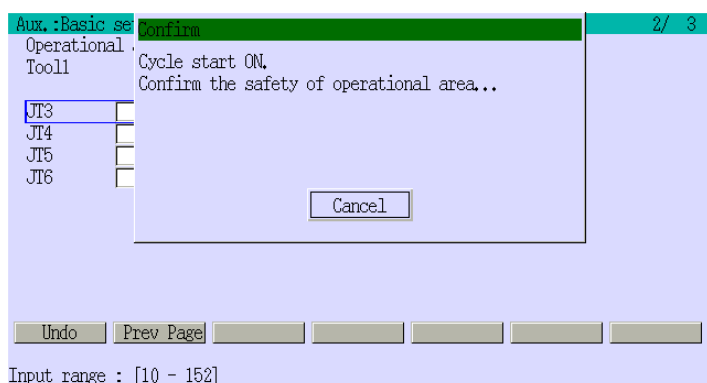 Aux.:Basic se
2/ 3
Confirm
Operational
Tool1
Cycle start ON.
Confirm the safety of operational area...
JT3
JT4
JT5
JT6
Cancel
Undo Prev Page
Input range : [10 - 152]